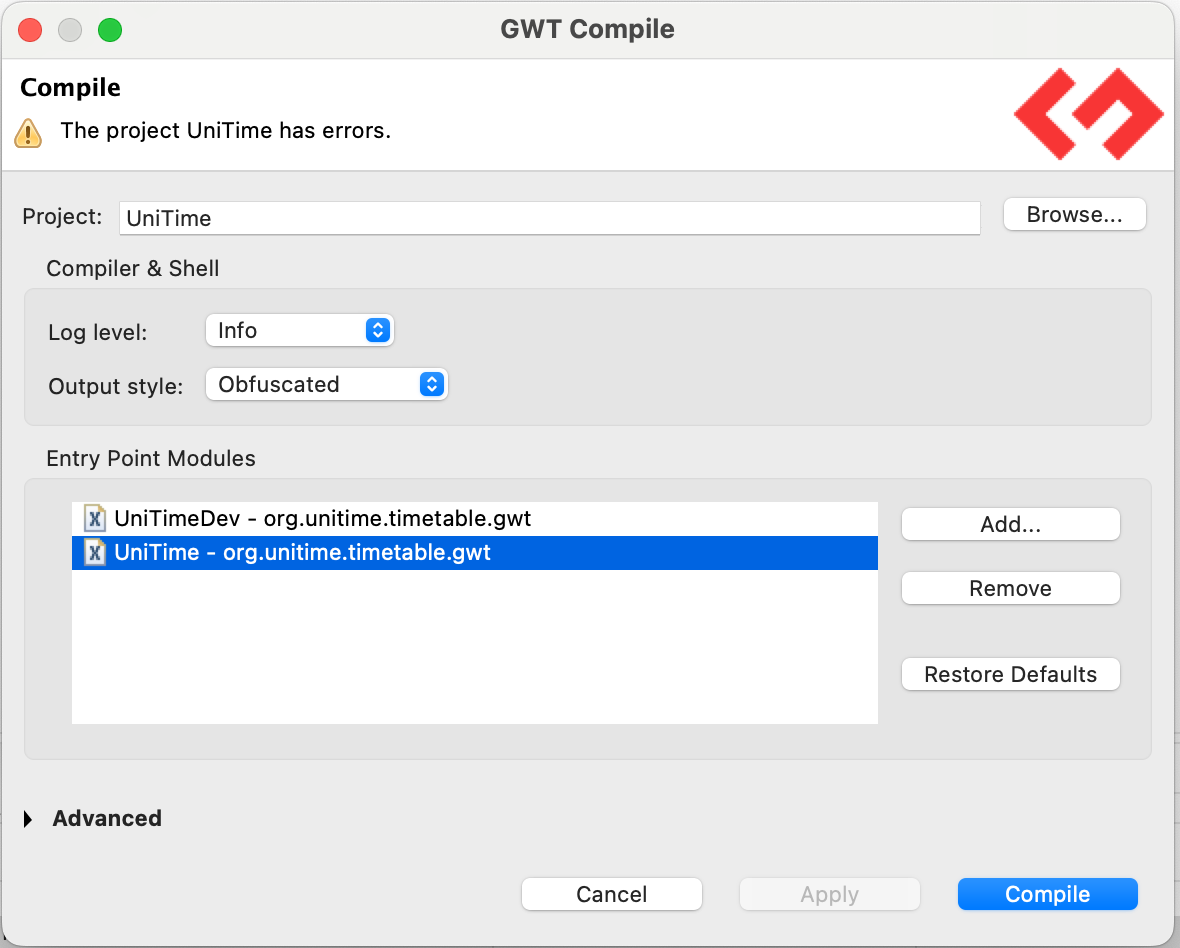 GWT Compile
Compile
The project UniTime has errors.
Project: UniTime Browse...
Compiler & Shell
Log level: Info
Output style: Obfuscated
Entry Point Modules
UniTimeDev - org.unitime.timetable.gwt
UniTime - org.unitime.timetable.gwt
Add...
Remove
Restore Defaults
Advanced
Cancel Apply Compile